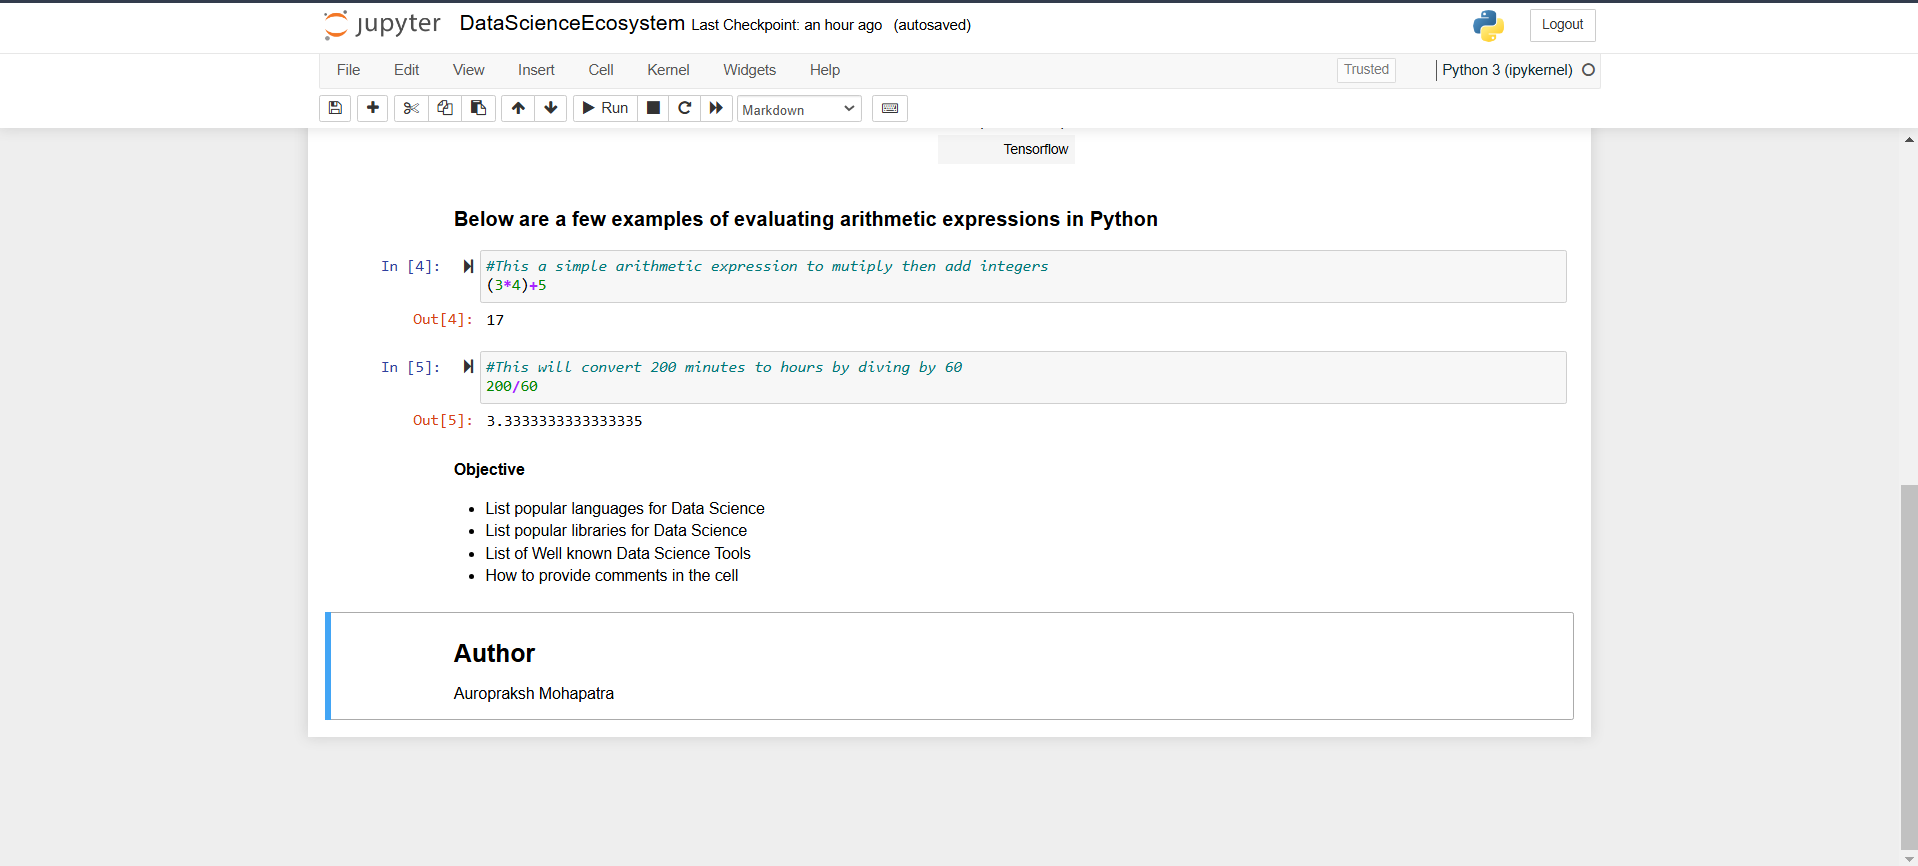 jupyter DataScienceEcosystem Last Checkpoint: an hour ago (autosaved)
Logout
File Edit View Insert Cell Kernel Widgets Help
Trusted Python 3 (ipykernel)
Run Markdown
Tensorflow
Below are a few examples of evaluating arithmetic expressions in Python
In [4]: #This a simple arithmetic expression to mutiply then add integers
(3*4)+5
Out[4]: 17
In [5]: #This will convert 200 minutes to hours by diving by 60
200/60
Out[5]: 3.3333333333333335
Objective
• List popular languages for Data Science
• List popular libraries for Data Science
• List of Well known Data Science Tools
• How to provide comments in the cell
Author
Auropraksh Mohapatra